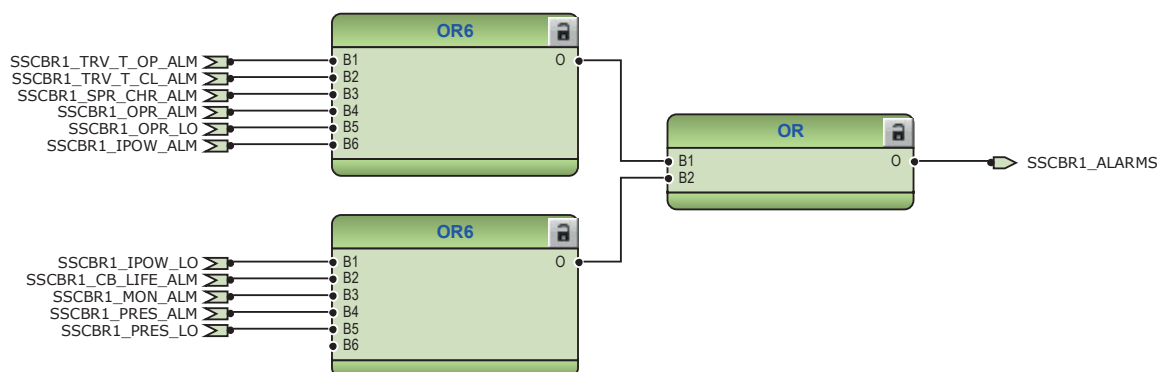 OR6
SSCBR1_TRV_T_OP_ALM B1 O
SSCBR1_TRV_T_CL_ALM B2
SSCBR1_SPR_CHR_ALM B3
SSCBR1_OPR_ALM B4
SSCBR1_OPR_LO B5
SSCBR1_IPOW_ALM B6
OR
B1 O SSCBR1_ALARMS
B2
OR6
SSCBR1_IPOW_LO B1 O
SSCBR1_CB_LIFE_ALM B2
SSCBR1_MON_ALM B3
SSCBR1_PRES_ALM B4
SSCBR1_PRES_LO B5
B6